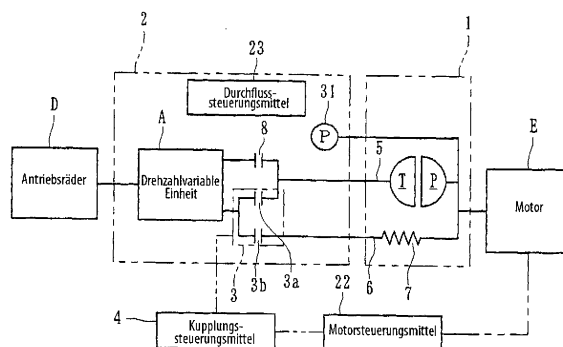 2
1
23
Durchfluss-
steuerungsmittel
31
P
D
A
8
E
Antriebsräder
Drehzahlvariable
Einheit
5
T
P
Motor
3
3b
3a
6
7
4
22
Kupplungs-
steuerungsmittel
Motorsteuerungsmittel